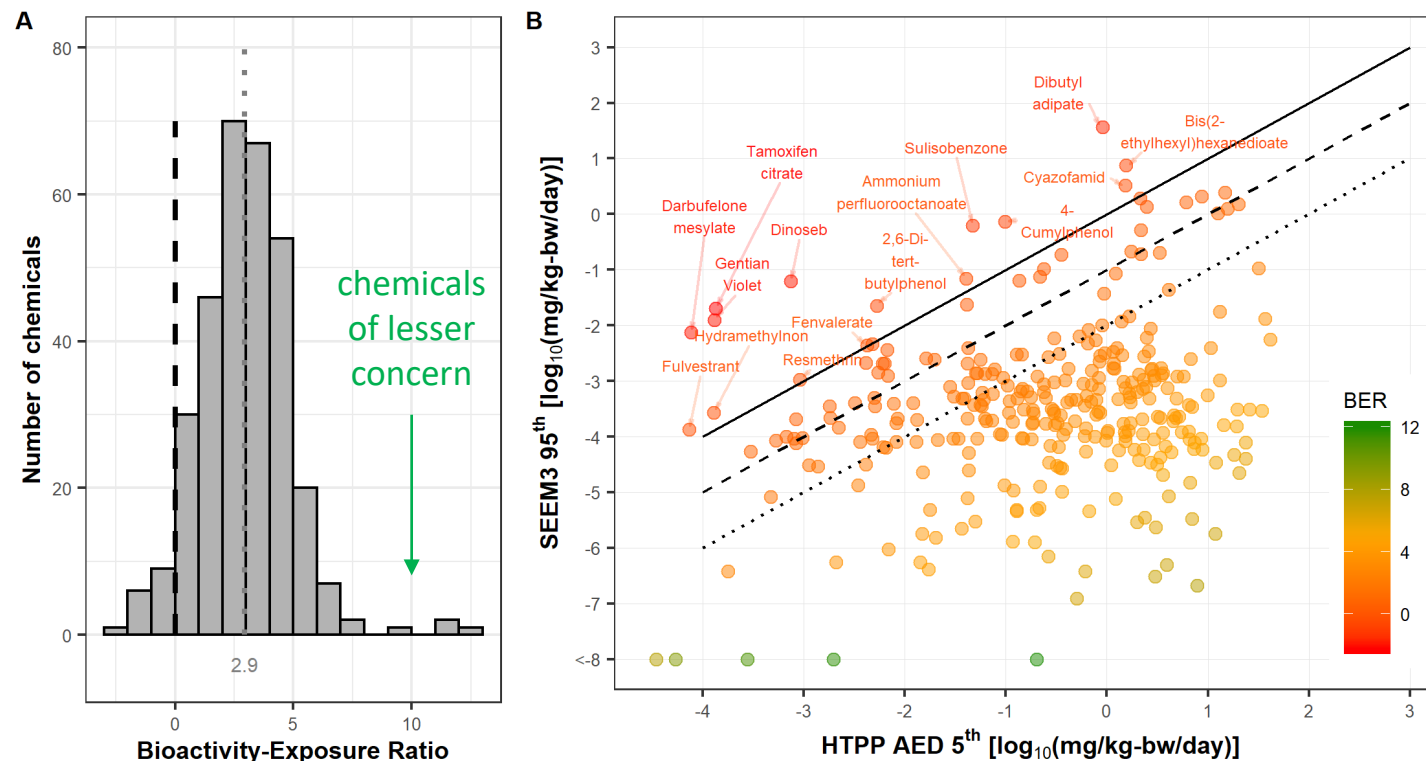 A
80
60
40
20
0
Number of chemicals
chemicals
of lesser
concern
2.9
0
5
10
Bioactivity-Exposure Ratio
B
3
2
1
0
-1
-2
-3
-4
-5
-6
-7
<-8
SEEM3 95th [log10(mg/kg-bw/day)]
Dibutyl
adipate
Bis(2-
ethylhexyl)hexanedioate
Tamoxifen
citrate
Sulisobenzone
Cyazofamid
Ammonium
perfluorooctanoate
Darbufelone
mesylate
4-
Cumylphenol
Dinoseb
2,6-Di-
tert-
butylphenol
Gentian
Violet
Fenvalerate
Hydramethylnon
Resmethrin
Fulvestrant
BER
12
8
4
0
-4
-3
-2
-1
0
1
2
3
HTPP AED 5th [log10(mg/kg-bw/day)]